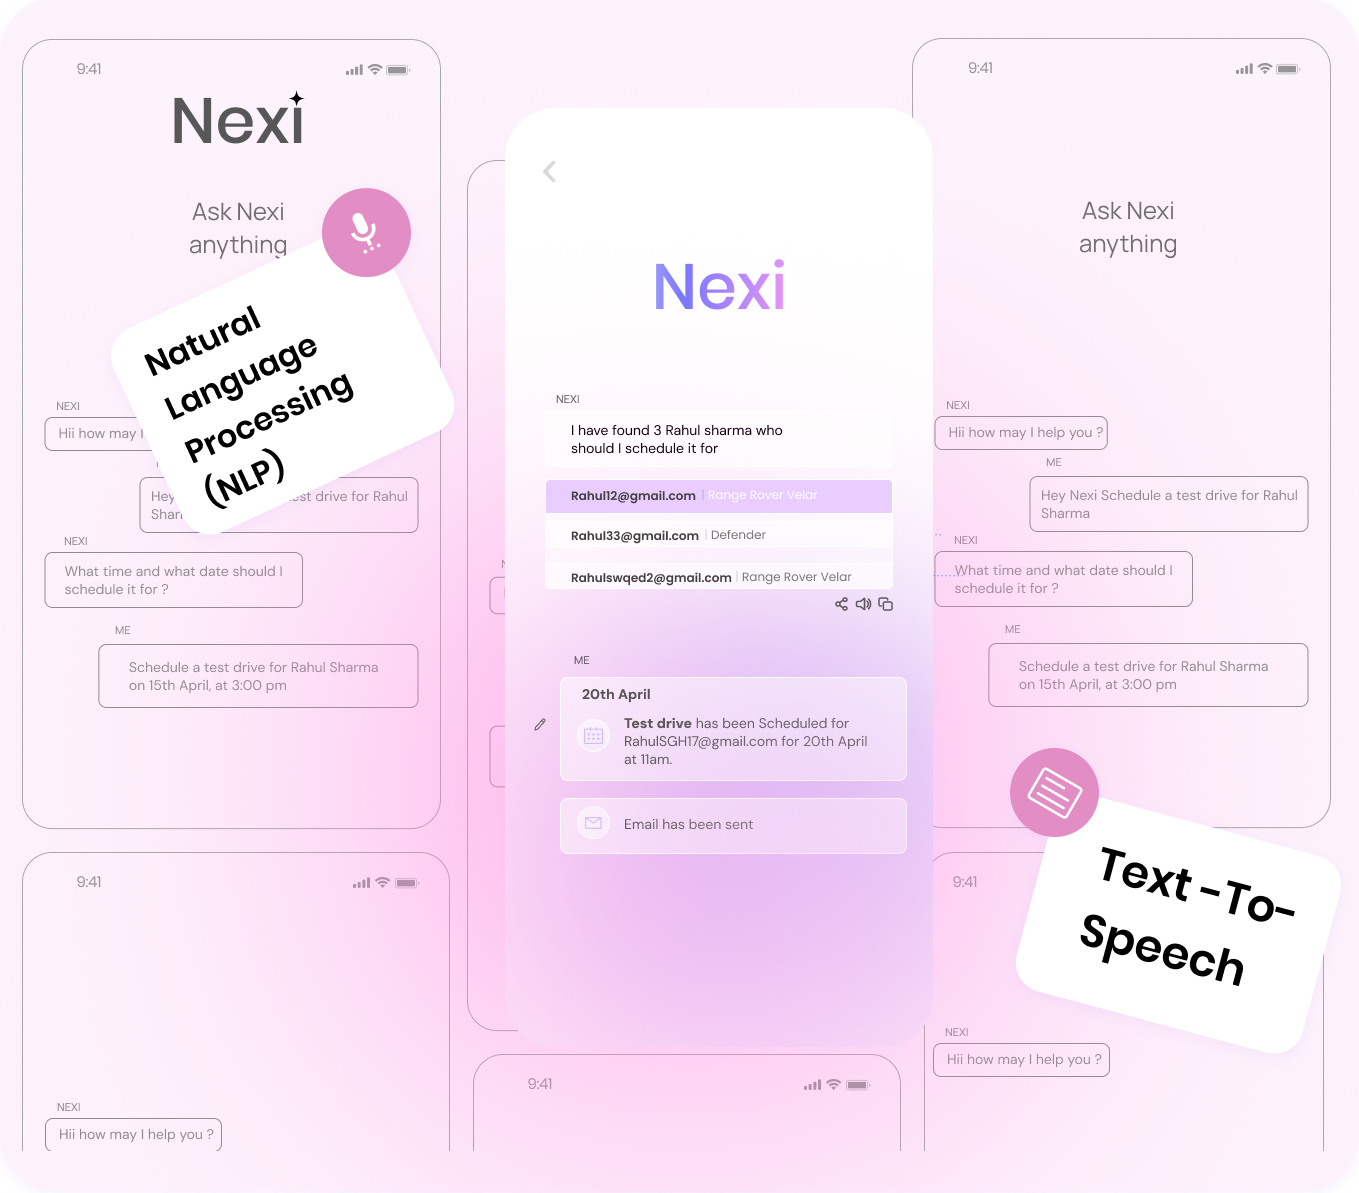 9:41
Nexi
Ask Nexi
anything
Natural
Language
Processing
(NLP)
NEXI
Hii how may I
Hey
st drive for Rahul
NEXI
What time and what date should I
schedule it for ?
ME
Schedule a test drive for Rahul Sharma
on 15th April, at 3:00 pm
9:41
NEXI
Hii how may I help you ?
Nexi
NEXI
I have found 3 Rahul sharma who
should I schedule it for
Rahul12@gmail.com | Range Rover Velar
Rahul33@gmail.com | Defender
Rahulswqed2@gmail.com | Range Rover Velar
ME
20th April
Test drive has been Scheduled for
RahulSGH17@gmail.com for 20th April
at 11am.
Email has been sent
9:41
9:41
Ask Nexi
anything
NEXI
Hii how may I help you ?
ME
Hey Nexi Schedule a test drive for Rahul
Sharma
NEXI
What time and what date should I
schedule it for ?
ME
Schedule a test drive for Rahul Sharma
on 15th April, at 3:00 pm
Text -To-
Speech
9:41
NEXI
Hii how may I help you ?